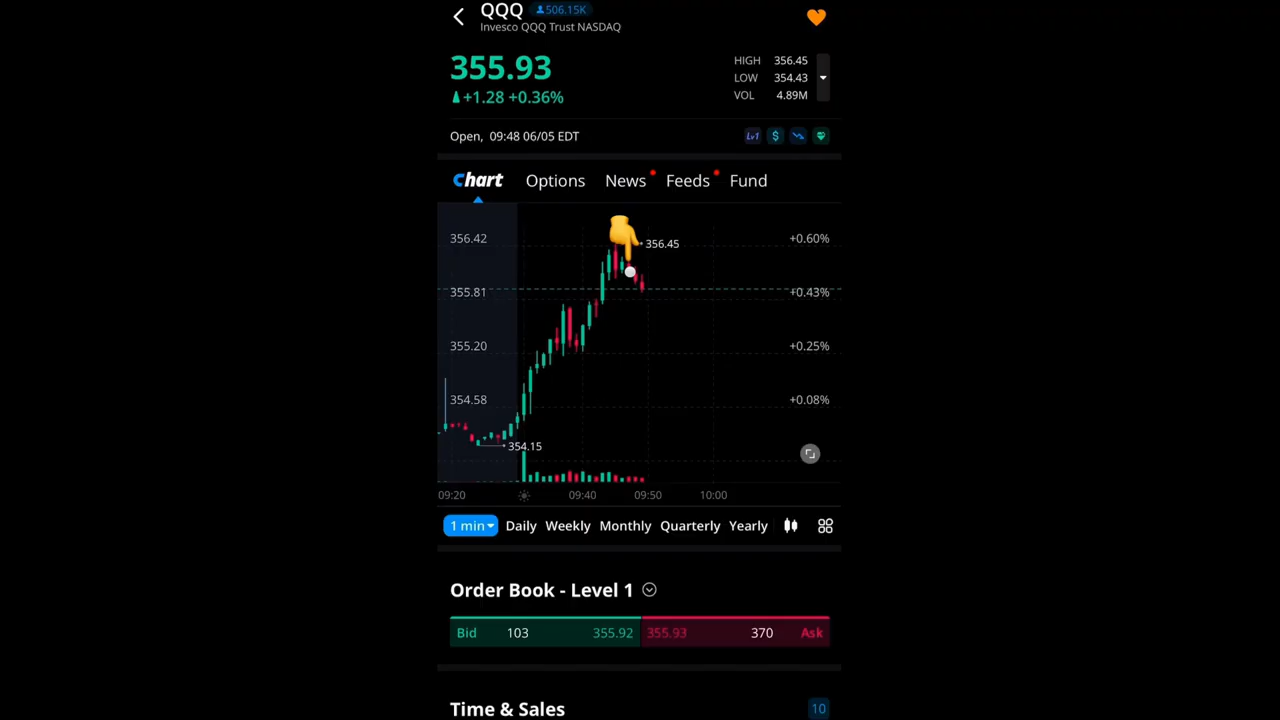 QQQ 506.15K
Invesco QQQ Trust NASDAQ
355.93
+1.28 +0.36%
HIGH 356.45
LOW 354.43
VOL 4.89M
Open, 09:48 06/05 EDT
Lv1 $
Chart Options News Feeds Fund
356.42 356.45 +0.60%
355.81 +0.43%
355.20 +0.25%
354.58 +0.08%
354.15
09:20 09:40 09:50 10:00
1 min Daily Weekly Monthly Quarterly Yearly
Order Book - Level 1
Bid 103 355.92 355.93 370 Ask
Time & Sales 10